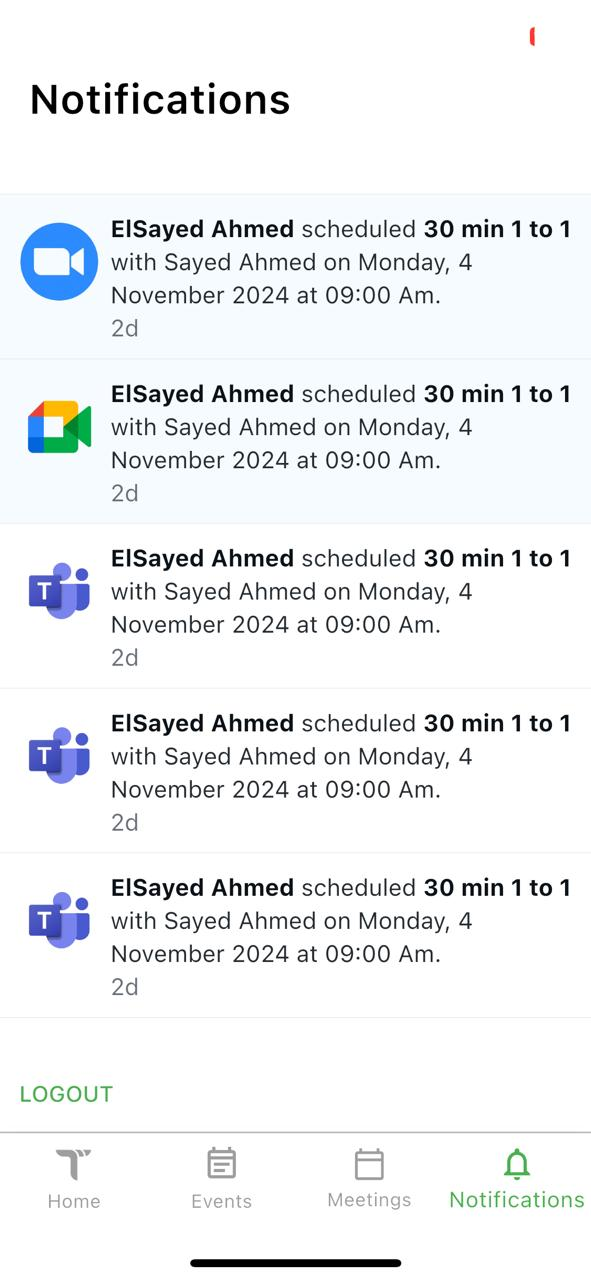 Notifications
ElSayed Ahmed scheduled 30 min 1 to 1
with Sayed Ahmed on Monday, 4
November 2024 at 09:00 Am.
2d
ElSayed Ahmed scheduled 30 min 1 to 1
with Sayed Ahmed on Monday, 4
November 2024 at 09:00 Am.
2d
T
ElSayed Ahmed scheduled 30 min 1 to 1
with Sayed Ahmed on Monday, 4
November 2024 at 09:00 Am.
2d
T
ElSayed Ahmed scheduled 30 min 1 to 1
with Sayed Ahmed on Monday, 4
November 2024 at 09:00 Am.
2d
T
ElSayed Ahmed scheduled 30 min 1 to 1
with Sayed Ahmed on Monday, 4
November 2024 at 09:00 Am.
2d
LOGOUT
Home Events Meetings Notifications